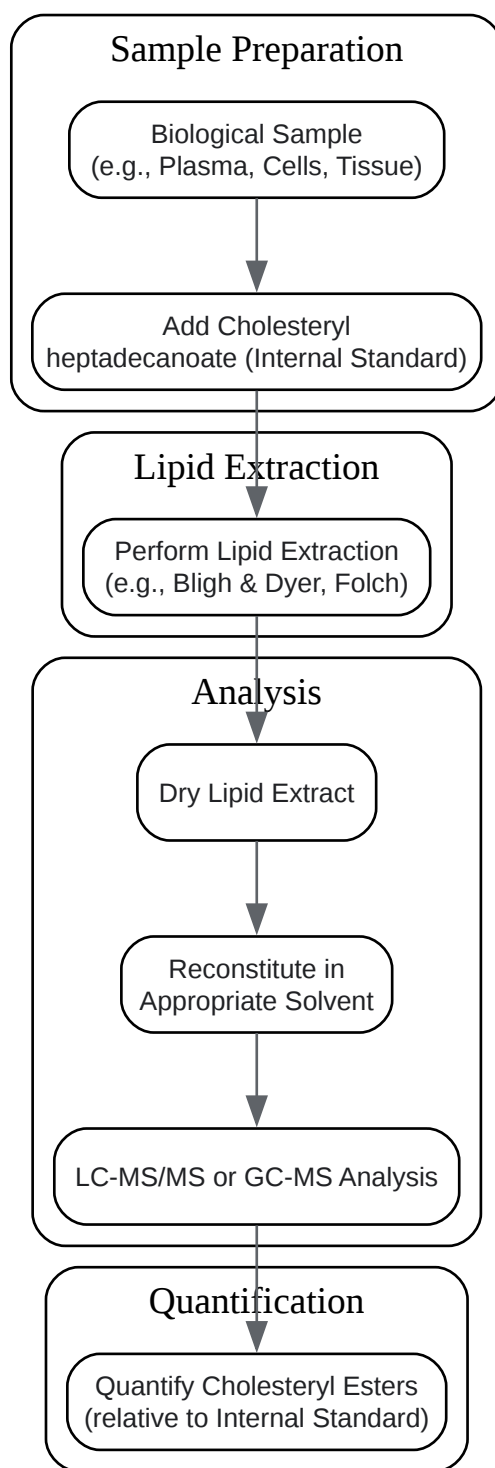 Sample Preparation
Biological Sample
(e.g., Plasma, Cells, Tissue)
Add Cholesteryl
heptadecanoate (Internal Standard)
Lipid Extraction
Perform Lipid Extraction
(e.g., Bligh & Dyer, Folch)
Analysis
Dry Lipid Extract
Reconstitute in
Appropriate Solvent
LC-MS/MS or GC-MS Analysis
Quantification
Quantify Cholesteryl Esters
(relative to Internal Standard)